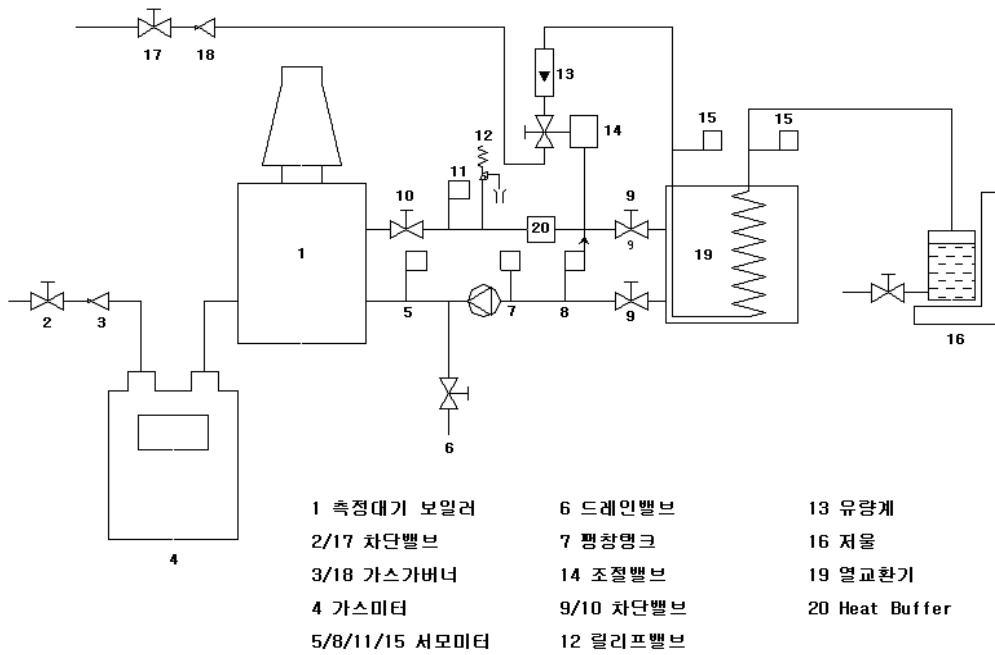 17
18
13
15
15
14
12
11
10
9
9
20
1
19
2
3
5
7
8
9
16
6
4
1 측정대기 보일러
6 드레인밸브
13 유량계
2/17 차단밸브
7 팽창탱크
16 저울
3/18 가스가버너
14 조절밸브
19 열교환기
4 가스미터
9/10 차단밸브
20 Heat Buffer
5/8/11/15 서모미터
12 릴리프밸브